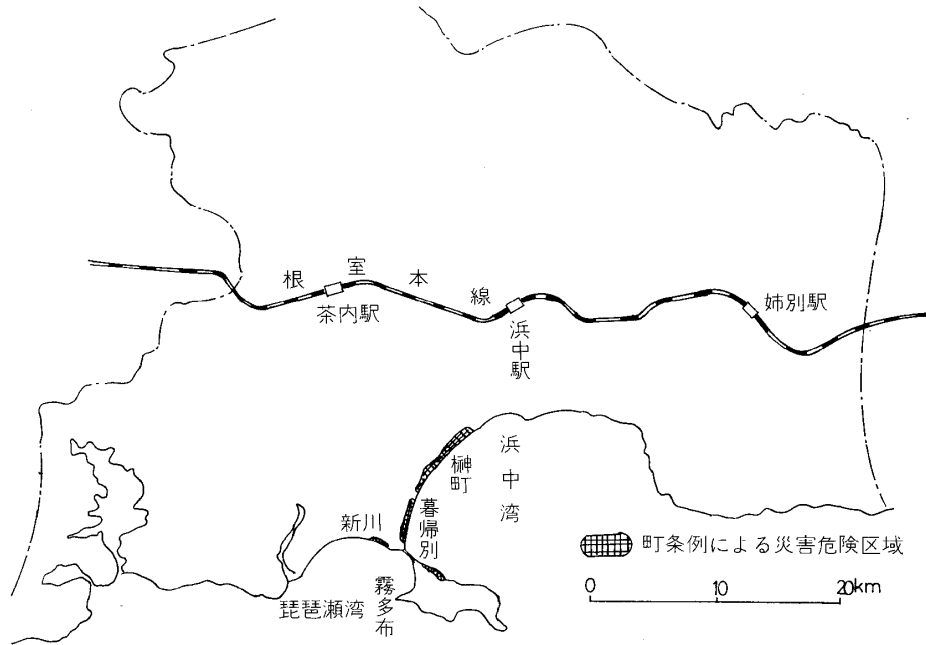 根室本線
茶内駅
浜中駅
姉別駅
浜中湾
榊町
暮帰別
新川
霧多布
琵琶瀬湾
町条例による災害危険区域
0 10 20km